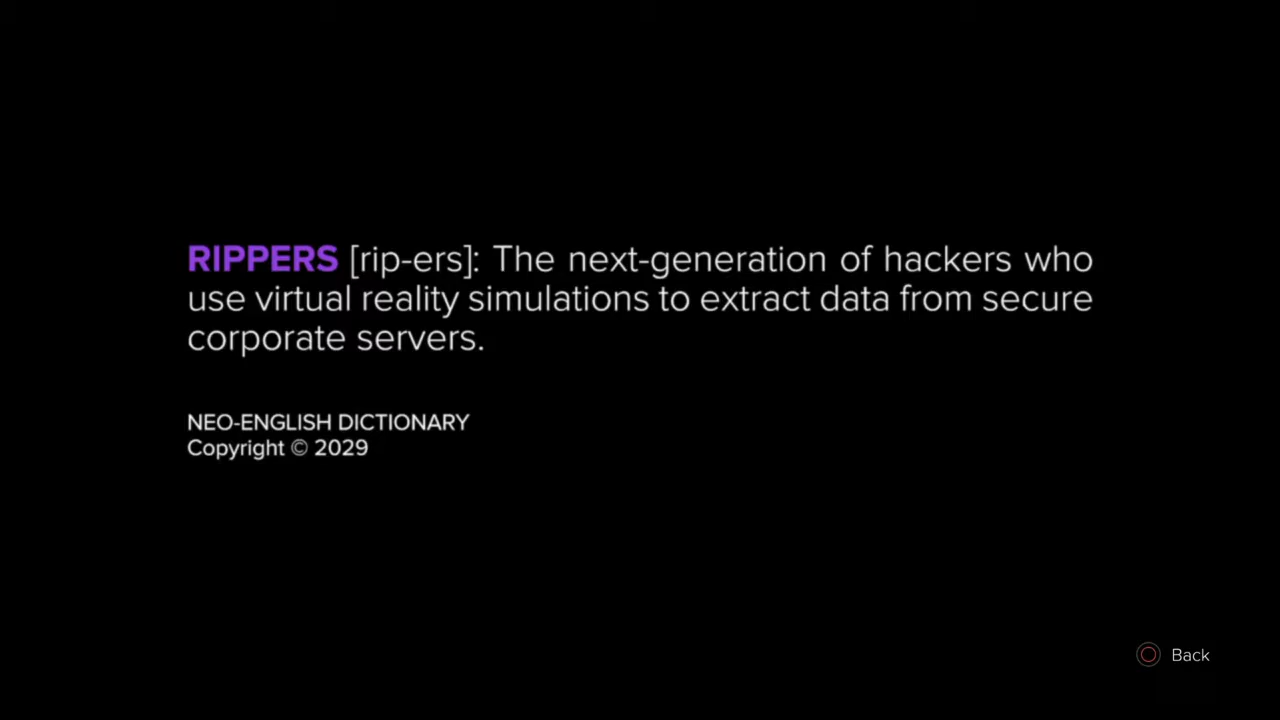 RIPPERS [rip-ers]: The next-generation of hackers who
use virtual reality simulations to extract data from secure
corporate servers.
NEO-ENGLISH DICTIONARY
Copyright © 2029
Back